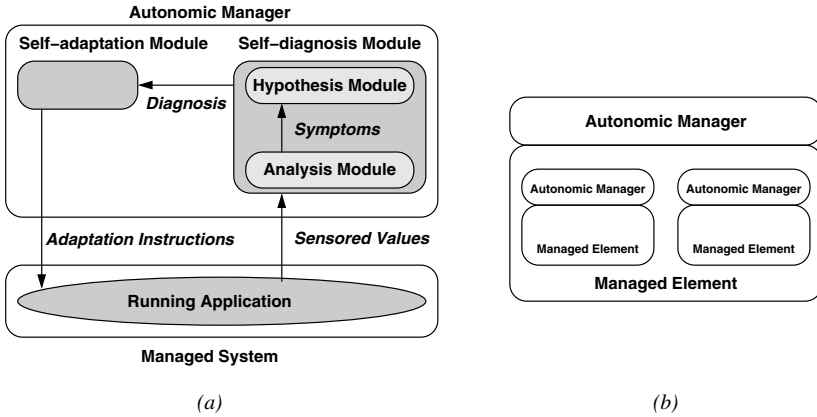 Autonomic Manager
Self-adaptation Module
Self-diagnosis Module
Hypothesis Module
Diagnosis
Symptoms
Analysis Module
Adaptation Instructions
Sensored Values
Running Application
Managed System
(a)
Autonomic Manager
Autonomic Manager
Autonomic Manager
Managed Element
Managed Element
Managed Element
(b)